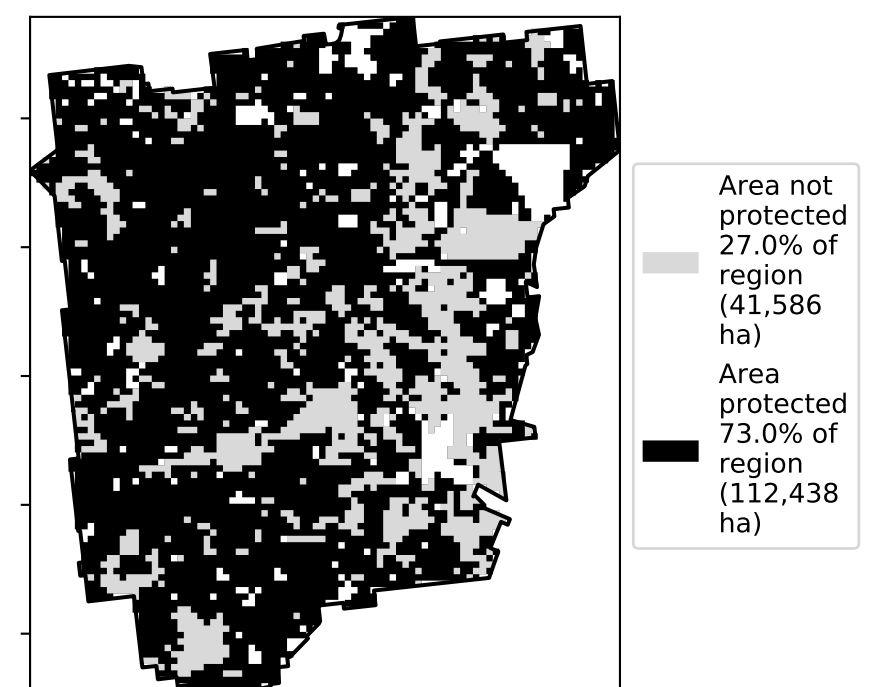 Area not
protected
27.0% of
region
(41,586
ha)
Area
protected
73.0% of
region
(112,438
ha)